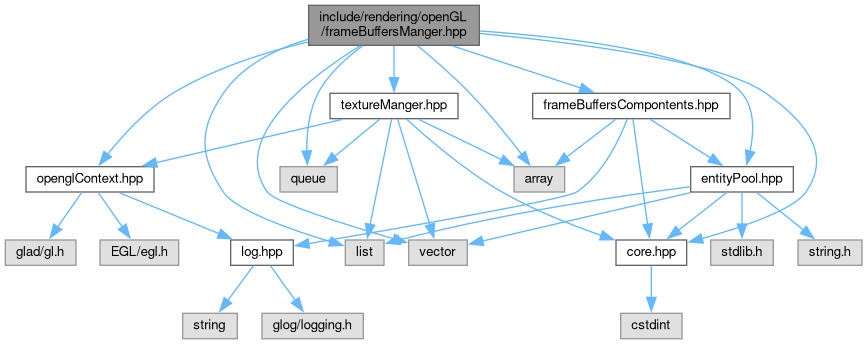 include/rendering/openGL
/frameBuffersManger.hpp
textureManger.hpp
frameBuffersCompontents.hpp
openglContext.hpp
queue
array
entityPool.hpp
glad/gl.h
EGL/egl.h
log.hpp
list
vector
core.hpp
stdlib.h
string.h
string
glog/logging.h
cstdint